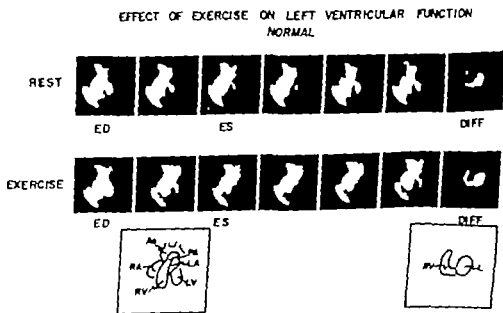 EFFECT OF EXERCISE ON LEFT VENTRICULAR FUNCTION
NORMAL
REST
ED ES DIFF
EXERCISE
ED ES DIFF
PA
RA LA
RV LV
RV